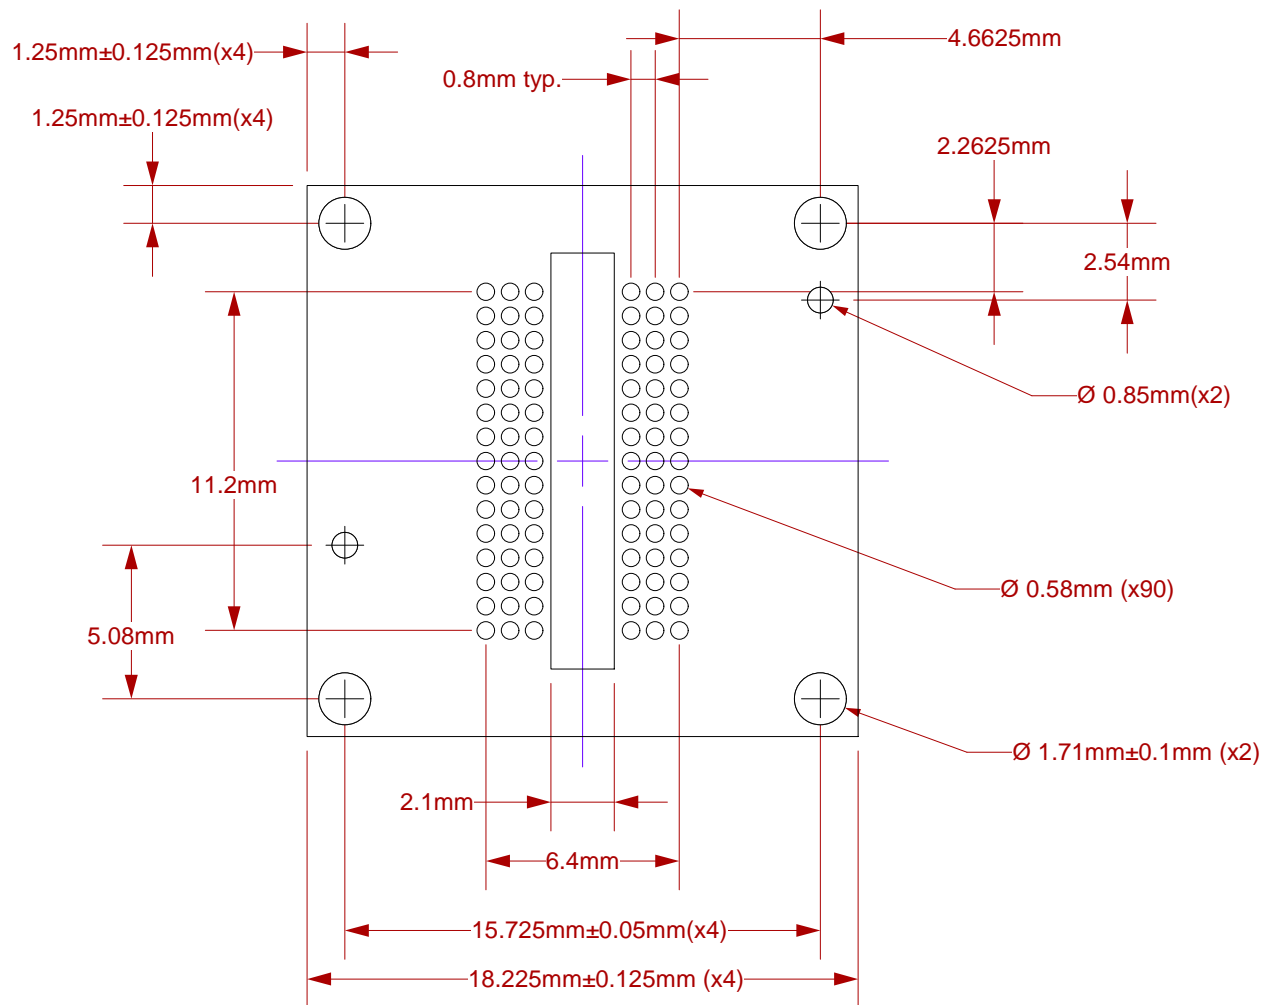 4.6625mm
1.25mm±0.125mm(x4)
0.8mm typ.
1.25mm±0.125mm(x4)
2.2625mm
2.54mm
Ø 0.85mm(x2)
11.2mm
Ø 0.58mm (x90)
5.08mm
Ø 1.71mm±0.1mm (x2)
2.1mm
6.4mm
15.725mm±0.05mm(x4)
18.225mm±0.125mm (x4)